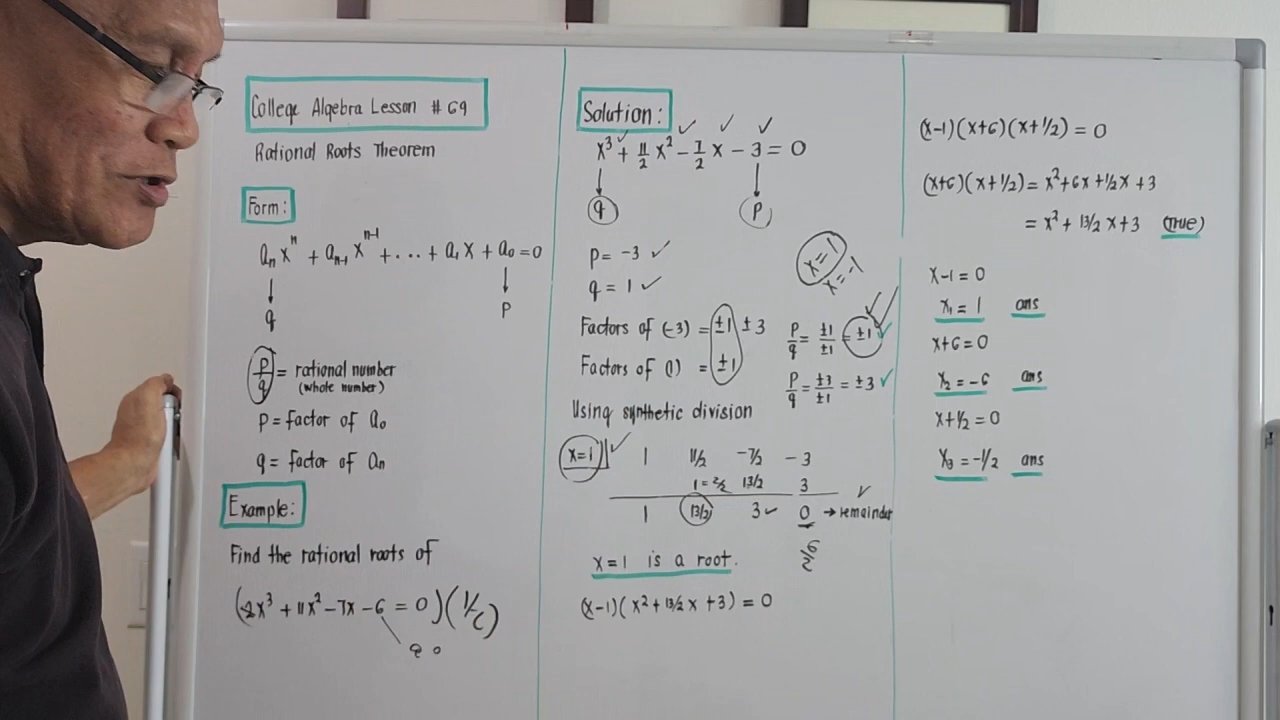 College Algebra Lesson # 69
Rational Roots Theorem
Form:
aₙxⁿ + aₙ₋₁xⁿ⁻¹ + ... + a₁x + a₀ = 0
q
p
p/q = rational number
(whole number)
p = factor of a₀
q = factor of aₙ
Example:
Find the rational roots of
(2x³ + 11x² - 7x - 6 = 0)
Solution:
x³ + 11/2 x² - 7/2 x - 3 = 0
q
p
p = -3 ✓
q = 1 ✓
x = 1
x = -1
Factors of (-3) = ±1 ±3
Factors of (1) = ±1
p/q = ±1/±1 = ±1 ✓
p/q = ±3/±1 = ±3 ✓
Using synthetic division
x=1 ✓ 1 11/2 -7/2 -3
1=2/2 13/2 3
1 13/2 3 ✓ 0 → remainder
6/2
x=1 is a root.
(x-1)(x² + 13/2 x + 3) = 0
(x-1)(x+6)(x+1/2) = 0
(x+6)(x+1/2) = x² + 6x + 1/2x + 3
= x² + 13/2 x + 3 (true)
x-1=0
x₁ = 1 ans
x+6=0
x₂ = -6 ans
x+1/2=0
x₃ = -1/2 ans